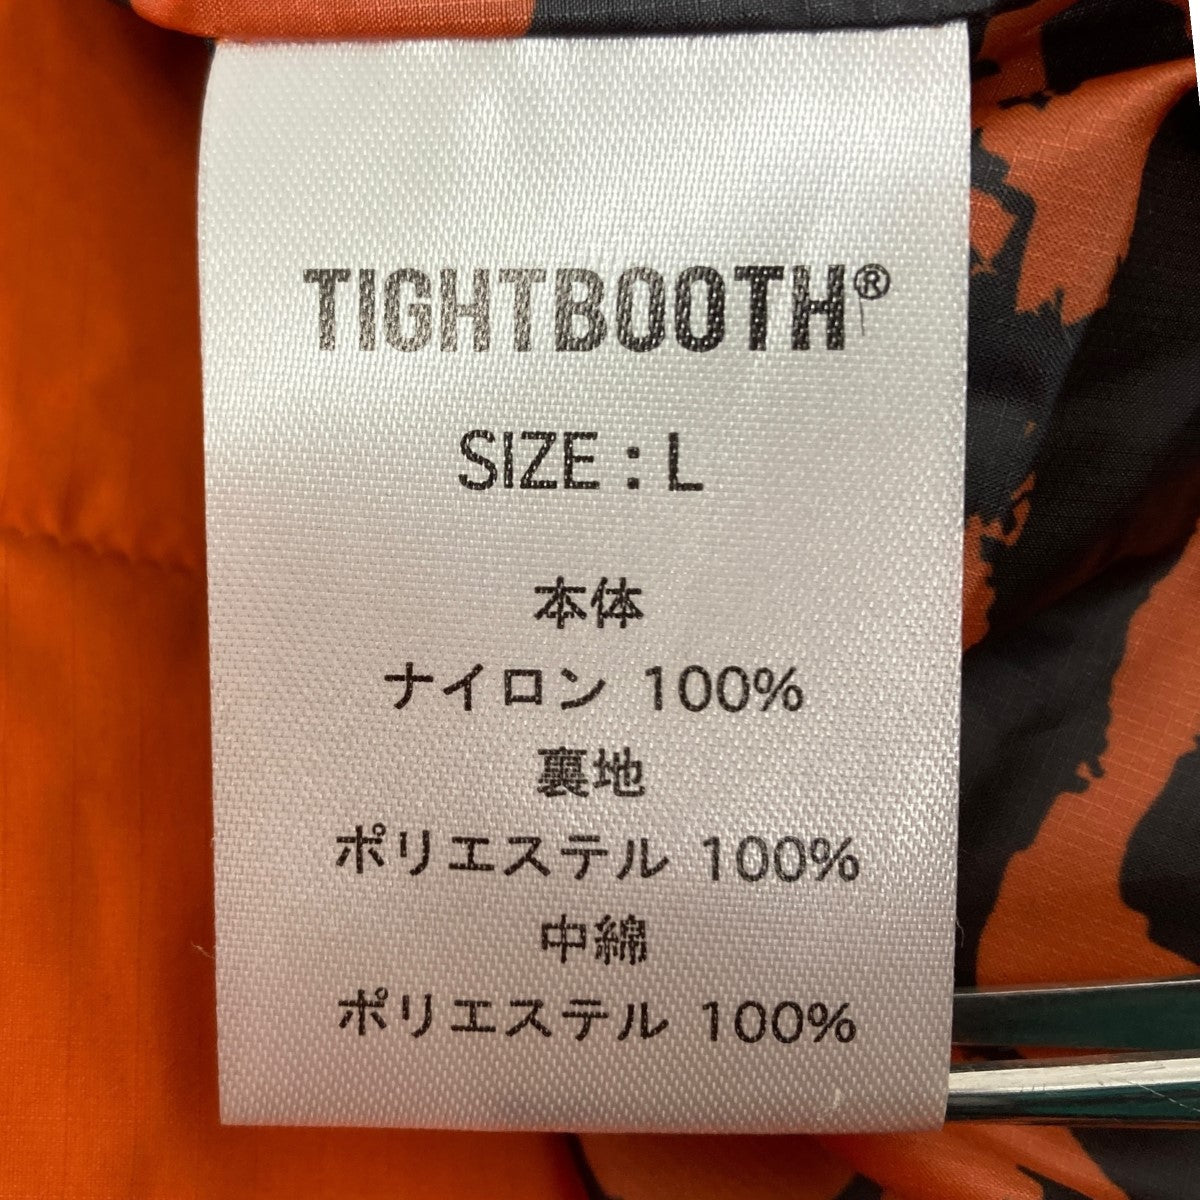 TIGHTBOOTH®
SIZE : L
本体
ナイロン 100%
裏地
ポリエステル 100%
中綿
ポリエステル 100%